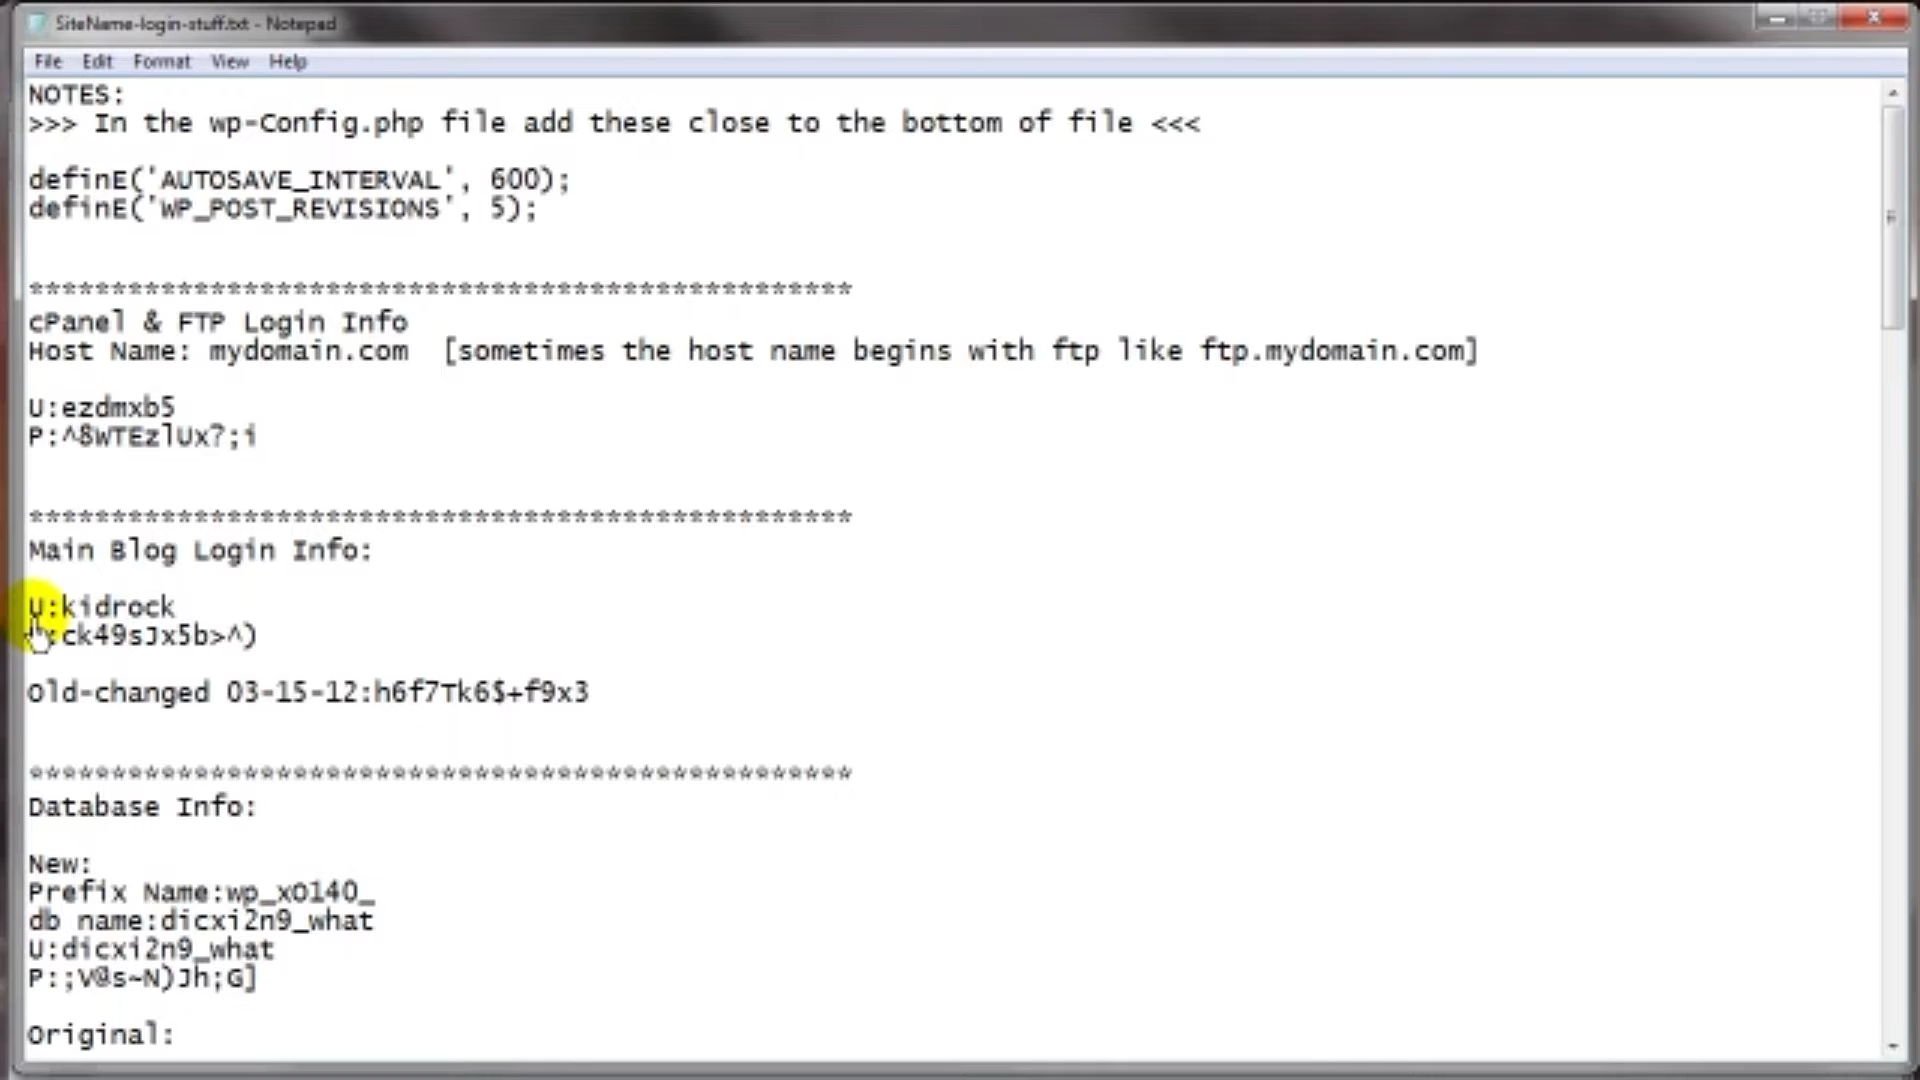 SiteName-login-stuff.txt - Notepad
File Edit Format View Help
NOTES:
>>> In the wp-Config.php file add these close to the bottom of file <<<
definE('AUTOSAVE_INTERVAL', 600);
definE('WP_POST_REVISIONS', 5);
**************************************************
cPanel & FTP Login Info
Host Name: mydomain.com [sometimes the host name begins with ftp like ftp.mydomain.com]
U:ezdmxb5
P:^8WTEzlUx?;i
**************************************************
Main Blog Login Info:
U:kidrock
:ck49sJx5b>^)
Old-changed 03-15-12:h6f7Tk6$+f9x3
**************************************************
Database Info:
New:
Prefix Name:wp_xO14O_
db name:dicxi2n9_what
U:dicxi2n9_what
P:;V@s~N)Jh;G]
Original: